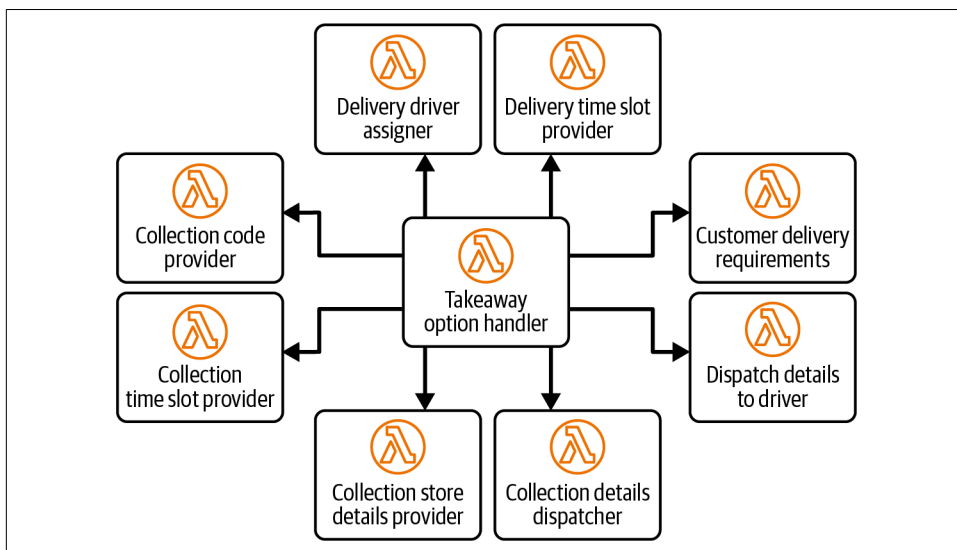 Delivery driver
assigner
Delivery time slot
provider
Collection code
provider
Customer delivery
requirements
Takeaway
option handler
Collection
time slot provider
Dispatch details
to driver
Collection store
details provider
Collection details
dispatcher